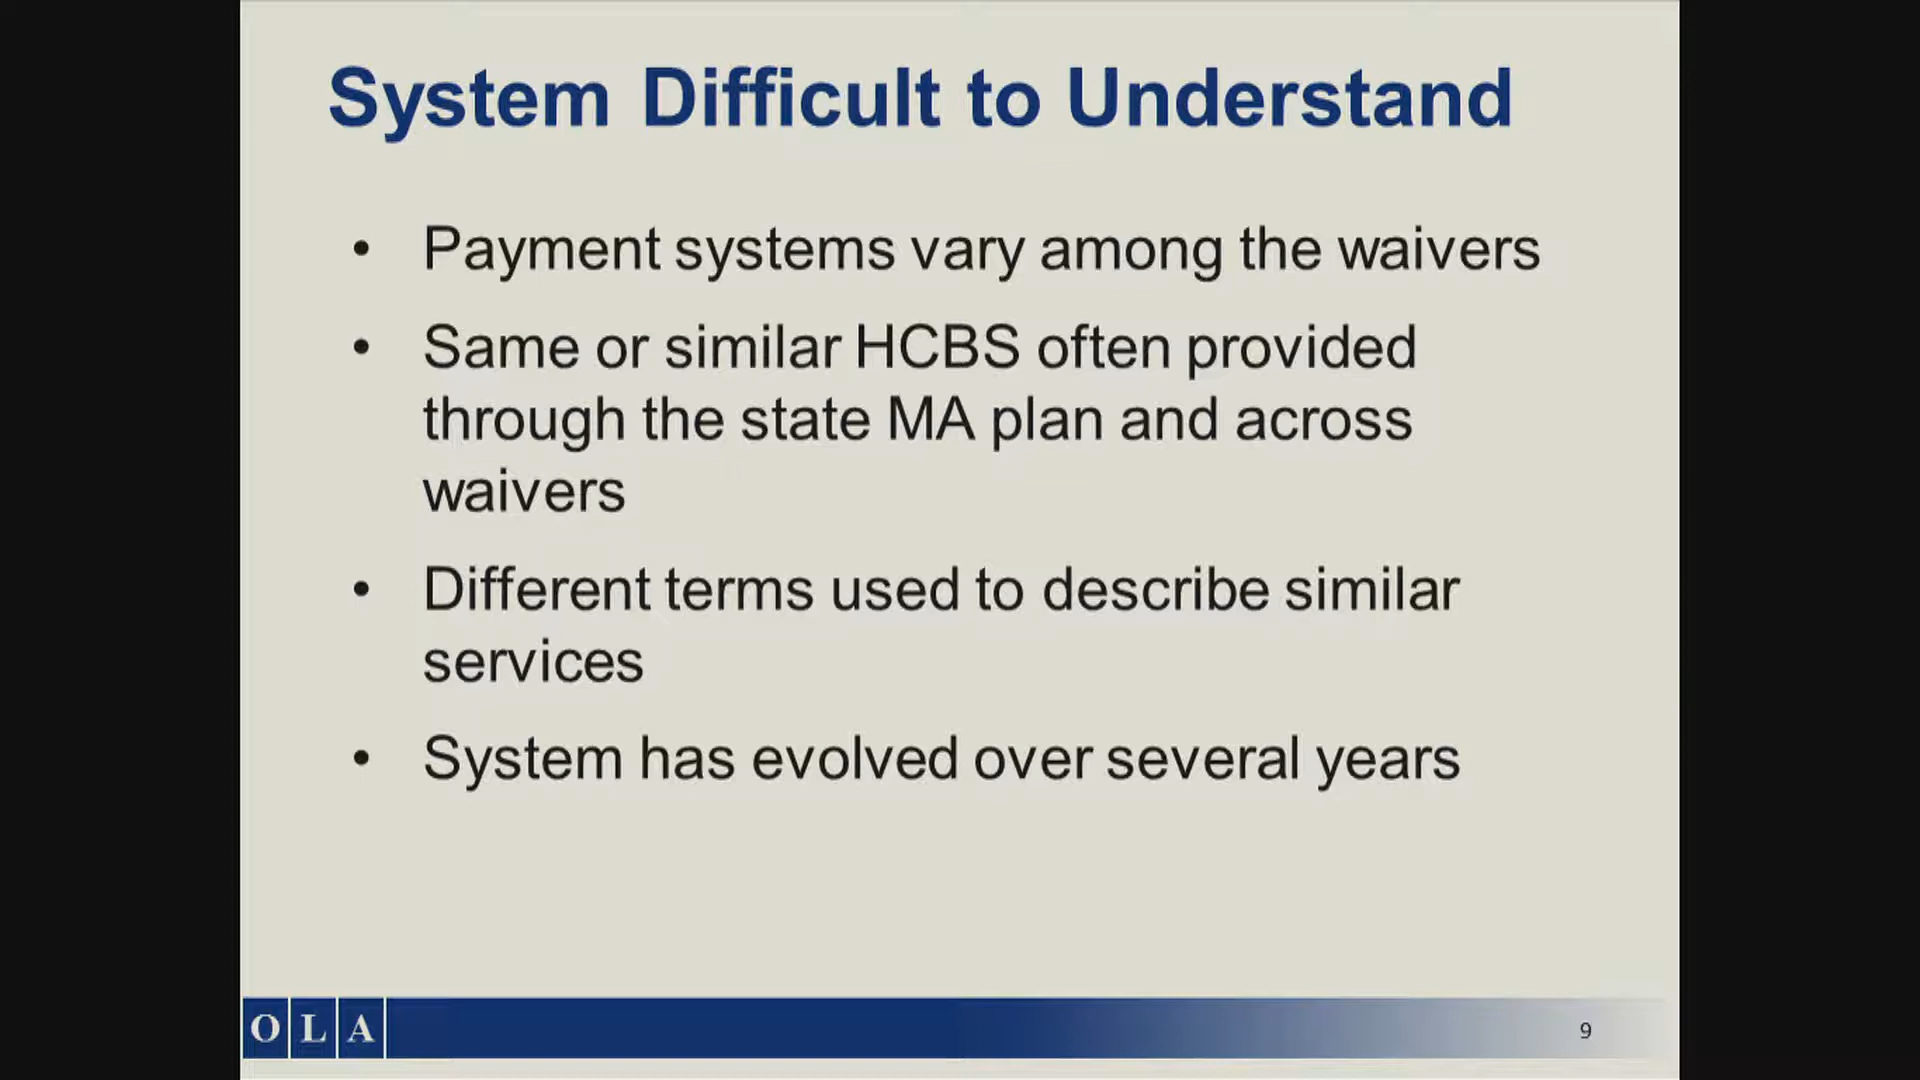 System Difficult to Understand
• Payment systems vary among the waivers
• Same or similar HCBS often provided
through the state MA plan and across
waivers
• Different terms used to describe similar
services
• System has evolved over several years
OLA
9